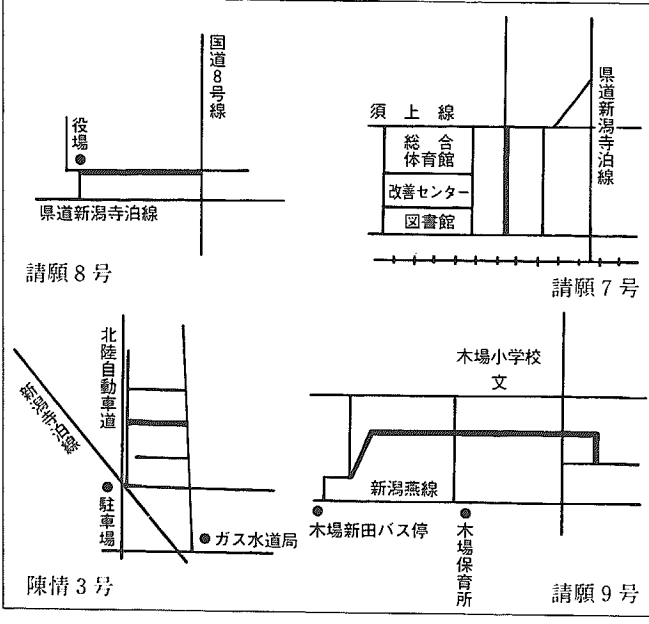 国道8号線
役場
県道新潟寺泊線
請願8号
須上線
県道新潟寺泊線
総合
体育館
改善センター
図書館
請願7号
北陸自動車道
新潟寺泊線
駐車場
ガス水道局
陳情3号
木場小学校
文
新潟燕線
木場新田バス停
木場保育所
請願9号